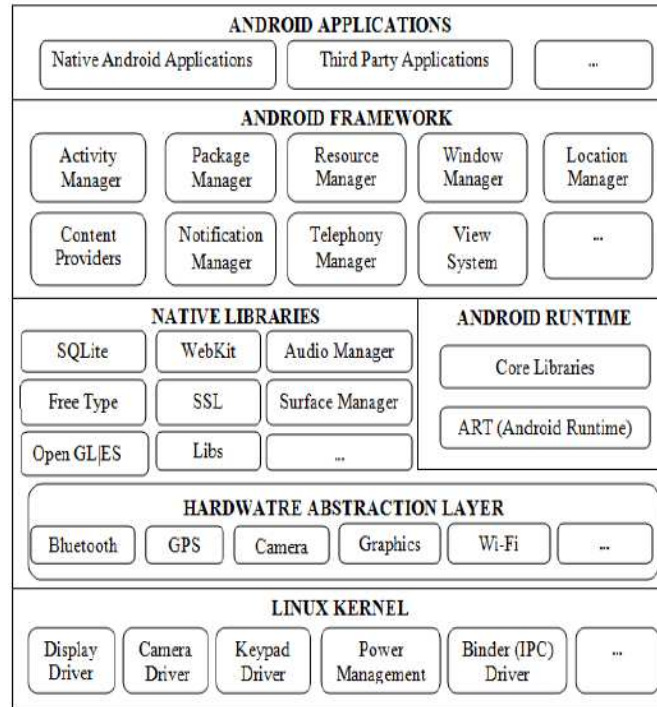 ANDROID APPLICATIONS
Native Android Applications
Third Party Applications
...
ANDROID FRAMEWORK
Activity
Manager
Package
Manager
Resource
Manager
Window
Manager
Location
Manager
Content
Providers
Notification
Manager
Telephony
Manager
View
System
...
NATIVE LIBRARIES
SQLite
WebKit
Audio Manager
Free Type
SSL
Surface Manager
Open GL|ES
Libs
...
ANDROID RUNTIME
Core Libraries
ART (Android Runtime)
HARDWATRE ABSTRACTION LAYER
Bluetooth
GPS
Camera
Graphics
Wi-Fi
...
LINUX KERNEL
Display
Driver
Camera
Driver
Keypad
Driver
Power
Management
Binder (IPC)
Driver
...